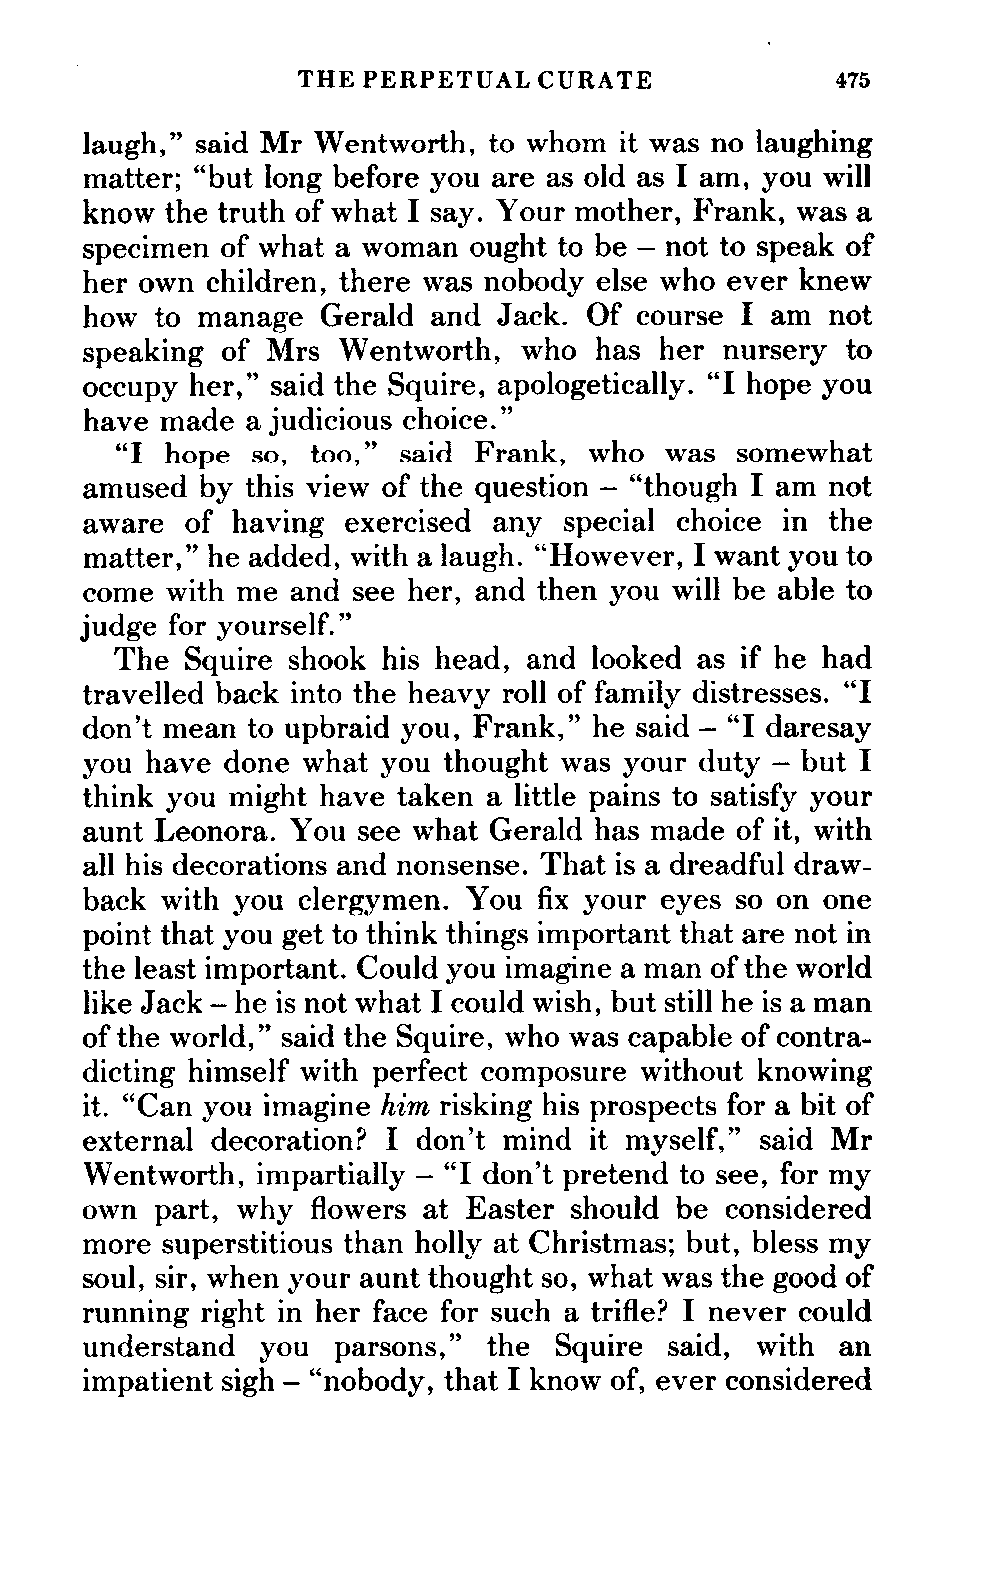 THE PERPETUAL CURATE 475
laugh,” said Mr Wentworth, to whom it was no laughing
matter; “but long before you are as old as I am, you will
know the truth of what I say. Your mother, Frank, was a
specimen of what a woman ought to be – not to speak of
her own children, there was nobody else who ever knew
how to manage Gerald and Jack. Of course I am not
speaking of Mrs Wentworth, who has her nursery to
occupy her,” said the Squire, apologetically. “I hope you
have made a judicious choice.”
“I hope so, too,” said Frank, who was somewhat
amused by this view of the question – “though I am not
aware of having exercised any special choice in the
matter,” he added, with a laugh. “However, I want you to
come with me and see her, and then you will be able to
judge for yourself.”
The Squire shook his head, and looked as if he had
travelled back into the heavy roll of family distresses. “I
don’t mean to upbraid you, Frank,” he said – “I daresay
you have done what you thought was your duty – but I
think you might have taken a little pains to satisfy your
aunt Leonora. You see what Gerald has made of it, with
all his decorations and nonsense. That is a dreadful draw-
back with you clergymen. You fix your eyes so on one
point that you get to think things important that are not in
the least important. Could you imagine a man of the world
like Jack – he is not what I could wish, but still he is a man
of the world,” said the Squire, who was capable of contra-
dicting himself with perfect composure without knowing
it. “Can you imagine him risking his prospects for a bit of
external decoration? I don’t mind it myself,” said Mr
Wentworth, impartially – “I don’t pretend to see, for my
own part, why flowers at Easter should be considered
more superstitious than holly at Christmas; but, bless my
soul, sir, when your aunt thought so, what was the good of
running right in her face for such a trifle? I never could
understand you parsons,” the Squire said, with an
impatient sigh – “nobody, that I know of, ever considered